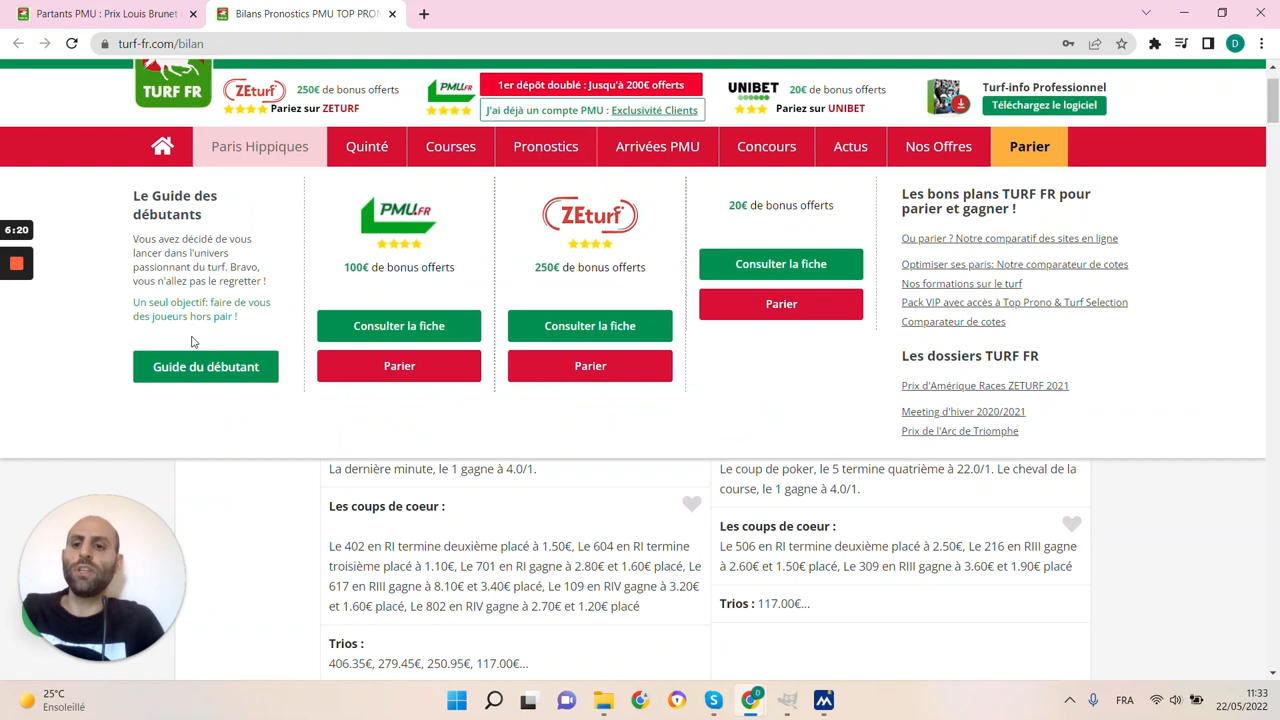 Partants PMU : Prix Louis Brunet
Bilans Pronostics PMU TOP PRON
turf-fr.com/bilan
D
TURF FR
ZEturf
250€ de bonus offerts
Pariez sur ZETURF
PMU.FR
1er dépôt doublé : Jusqu'à 200€ offerts
J'ai déjà un compte PMU : Exclusivité Clients
UNIBET
20€ de bonus offerts
Pariez sur UNIBET
Turf-info Professionnel
Téléchargez le logiciel
Paris Hippiques
Quinté
Courses
Pronostics
Arrivées PMU
Concours
Actus
Nos Offres
Parier
Le Guide des
débutants
Vous avez décidé de vous
lancer dans l'univers
passionnant du turf. Bravo,
vous n'allez pas le regretter !
Un seul objectif: faire de vous
des joueurs hors pair !
Guide du débutant
PMU.FR
100€ de bonus offerts
Consulter la fiche
Parier
ZEturf
250€ de bonus offerts
Consulter la fiche
Parier
20€ de bonus offerts
Consulter la fiche
Parier
Les bons plans TURF FR pour
parier et gagner !
Ou parier ? Notre comparatif des sites en ligne
Optimiser ses paris: Notre comparateur de cotes
Nos formations sur le turf
Pack VIP avec accès à Top Prono & Turf Selection
Comparateur de cotes
Les dossiers TURF FR
Prix d'Amérique Races ZETURF 2021
Meeting d'hiver 2020/2021
Prix de l'Arc de Triomphe
6:20
La dernière minute, le 1 gagne à 4.0/1.
Les coups de coeur :
Le 402 en RI termine deuxième placé à 1.50€, Le 604 en RI termine
troisième placé à 1.10€, Le 701 en RI gagne à 2.80€ et 1.60€, Le
617 en RIII gagne à 8.10€ et 3.40€ placé, Le 109 en RIV gagne à 3.20€
et 1.60€ placé, Le 802 en RIV gagne à 2.70€ et 1.20€ placé
Trios :
406.35€, 279.45€, 250.95€, 117.00€...
Le coup de poker, le 5 termine quatrième à 22.0/1. Le cheval de la
course, le 1 gagne à 4.0/1.
Les coups de coeur :
Le 506 en RI termine deuxième placé à 2.50€, Le 216 en RIII gagne
à 2.60€ et 1.50€ placé, Le 309 en RIII gagne à 3.60€ et 1.90€ placé
Trios : 117.00€...
25°C
Ensoleillé
D
FRA
11:33
22/05/2022